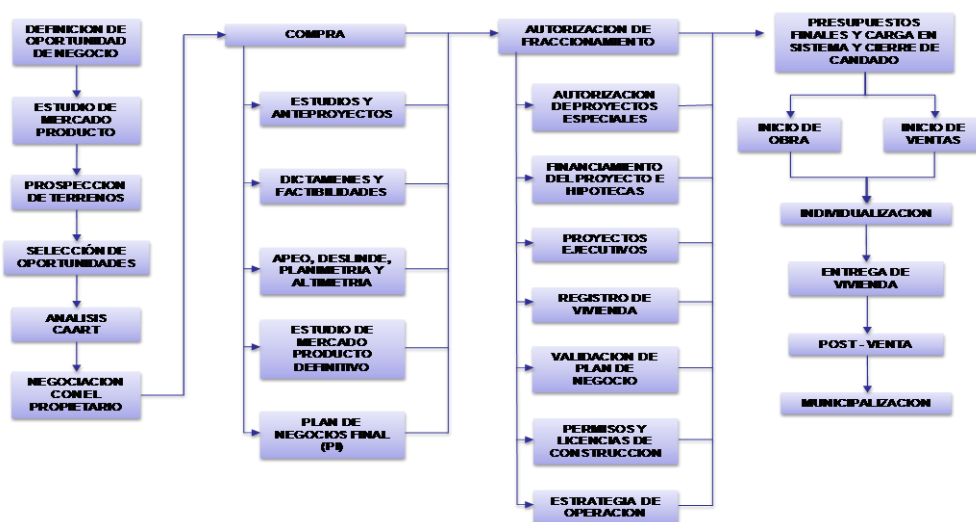 DEFINICION DE
OPORTUNIDAD
DE NEGOCIO
ESTUDIO DE
MERCADO
PRODUCTO
PROSPECCION
DE TERRENOS
SELECCIÓN DE
OPORTUNIDADES
ANALISIS
CAART
NEGOCIACION
CON EL
PROPIETARIO
COMPRA
ESTUDIOS Y
ANTEPROYECTOS
DICTAMENES Y
FACTIBILIDADES
APEO, DESLINDE,
PLANIMETRIA Y
ALTIMETRIA
ESTUDIO DE
MERCADO
PRODUCTO
DEFINITIVO
PLAN DE
NEGOCIOS FINAL
(PI)
AUTORIZACION DE
FRACCIONAMIENTO
AUTORIZACION
DE PROYECTOS
ESPECIALES
FINANCIAMIENTO
DEL PROYECTO E
HIPOTECAS
PROYECTOS
EJECUTIVOS
REGISTRO DE
VIVIENDA
VALIDACION DE
PLAN DE
NEGOCIO
PERMISOS Y
LICENCIAS DE
CONSTRUCCION
ESTRATEGIA DE
OPERACION
PRESUPUESTOS
FINALES Y CARGA EN
SISTEMA Y CIERRE DE
CANDADO
INICIO DE
OBRA
INICIO DE
VENTAS
INDIVIDUALIZACION
ENTREGA DE
VIVIENDA
POST - VENTA
MUNICIPALIZACION